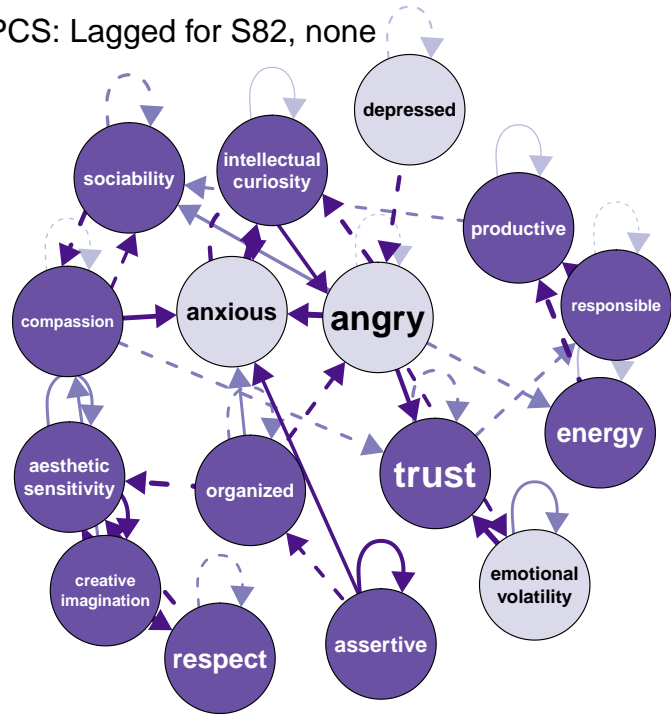 PCS: Lagged for S82, none
depressed
sociability
intellectual
curiosity
productive
compassion
anxious
angry
responsible
energy
aesthetic
sensitivity
organized
trust
creative
imagination
emotional
volatility
respect
assertive